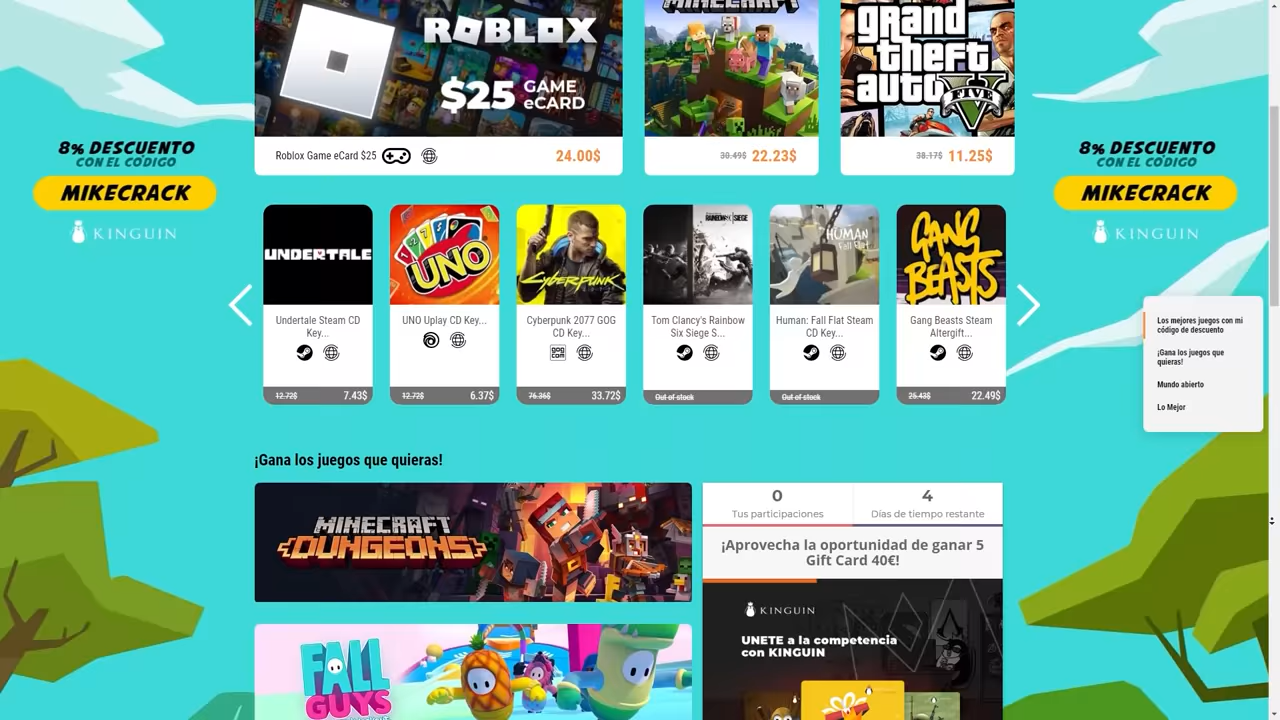 ROBLOX
$25 GAME eCARD
MINECRAFT
grand theft auto V
FIVE
8% DESCUENTO
CON EL CÓDIGO
MIKECRACK
KINGUIN
Roblox Game eCard $25
24.00$
30.49$ 22.23$
38.17$ 11.25$
8% DESCUENTO
CON EL CÓDIGO
MIKECRACK
KINGUIN
UNDERTALE
UNO
Cyberpunk
RAINBOW SIEGE
HUMAN
Fall Flat
GANG BEASTS
Undertale Steam CD Key...
UNO Uplay CD Key...
Cyberpunk 2077 GOG CD Key...
GOG COM
Tom Clancy's Rainbow Six Siege S...
Human: Fall Flat Steam CD Key...
Gang Beasts Steam Altergift...
12.72$ 7.43$
12.72$ 6.37$
76.36$ 33.72$
Out of stock
Out of stock
25.43$ 22.49$
Los mejores juegos con mi código de descuento
¡Gana los juegos que quieras!
Mundo abierto
Lo Mejor
¡Gana los juegos que quieras!
MINECRAFT
DUNGEONS
FALL GUYS
0
Tus participaciones
4
Días de tiempo restante
¡Aprovecha la oportunidad de ganar 5
Gift Card 40€!
KINGUIN
UNETE a la competencia
con KINGUIN